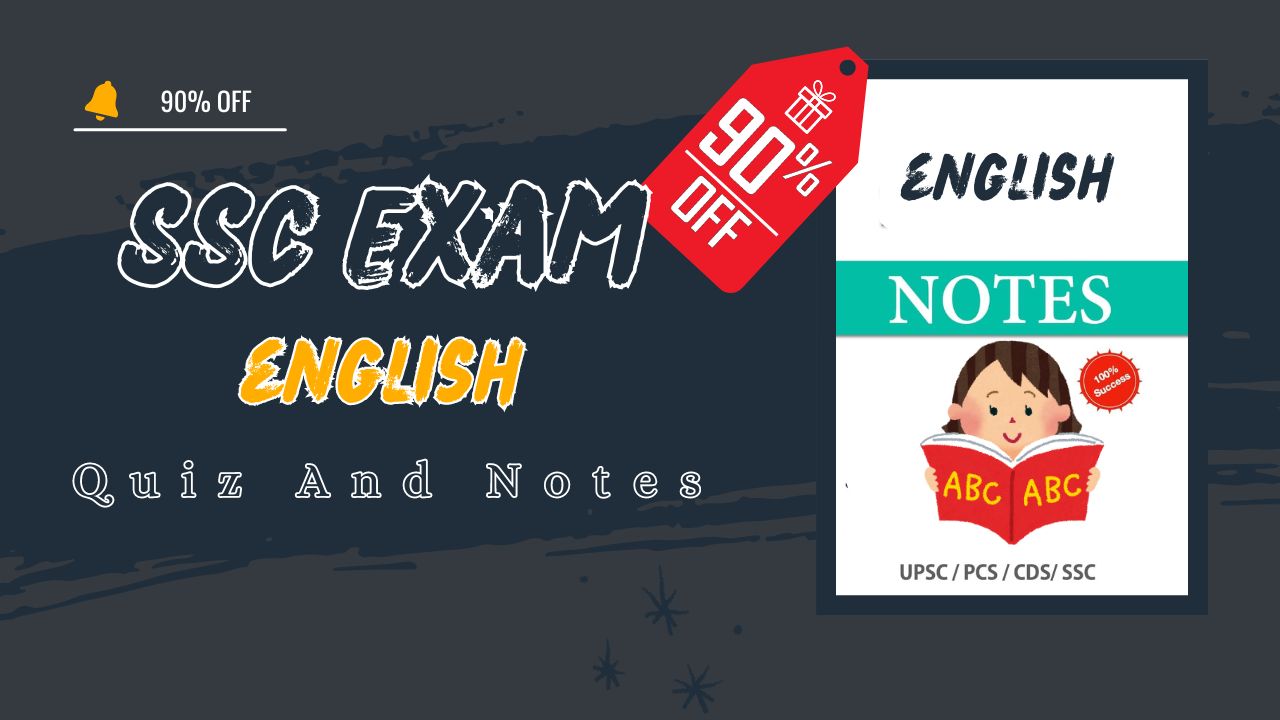 90% OFF
SSC EXAM
ENGLISH
Quiz And Notes
90%
OFF
ENGLISH
NOTES
100%
Success
ABC ABC
UPSC / PCS / CDS/ SSC